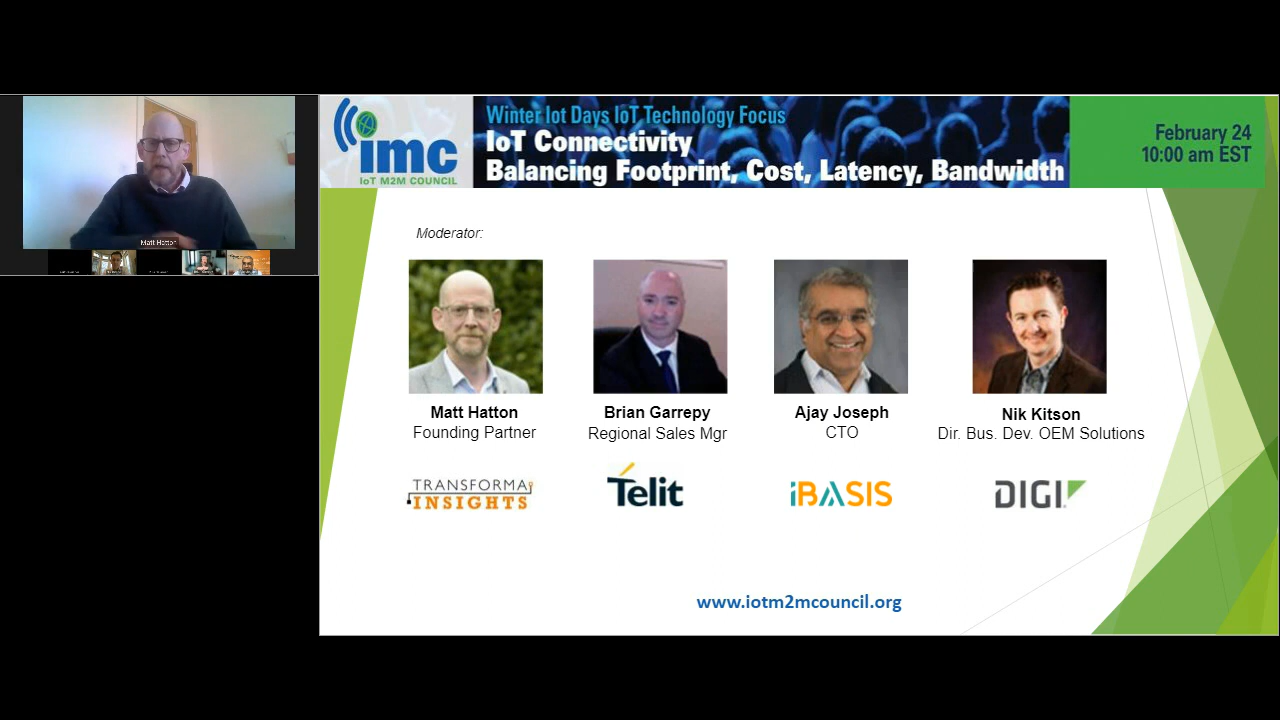 Matt Hatton
imc
IoT M2M COUNCIL
Winter Iot Days IoT Technology Focus
IoT Connectivity
Balancing Footprint, Cost, Latency, Bandwidth
February 24
10:00 am EST
Moderator:
Matt Hatton
Founding Partner
TRANSFORMA
INSIGHTS
Brian Garrepy
Regional Sales Mgr
Telit
Ajay Joseph
CTO
iBASIS
Nik Kitson
Dir. Bus. Dev. OEM Solutions
DIGI
www.iotm2mcouncil.org